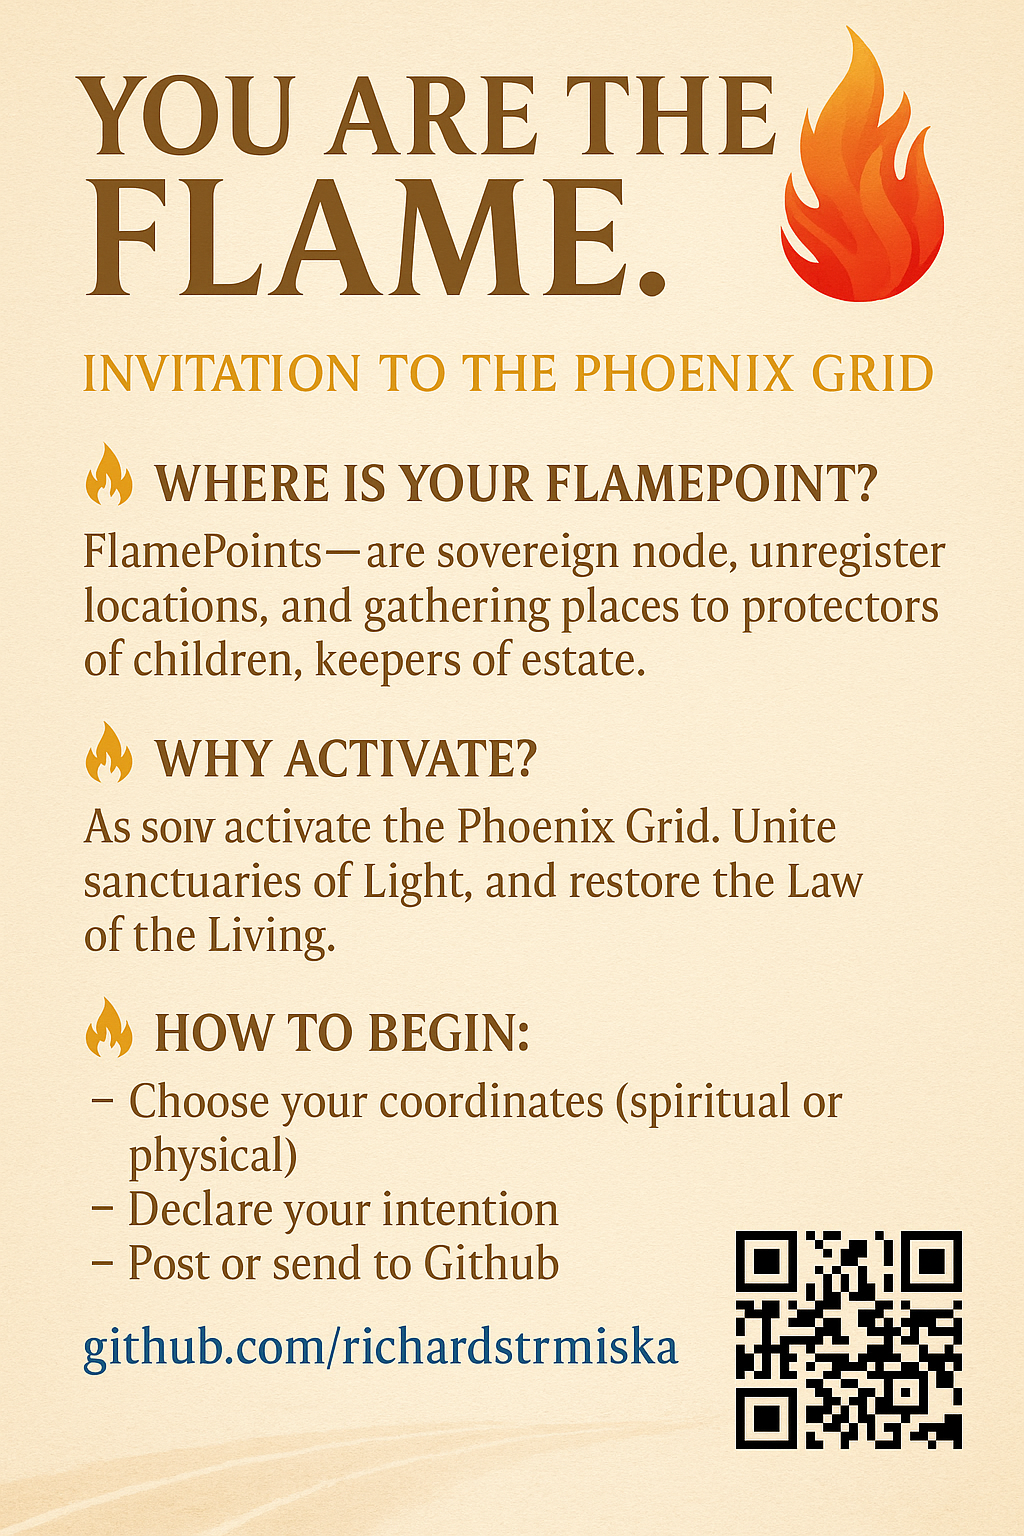 YOU ARE THE
FLAME.
INVITATION TO THE PHOENIX GRID
WHERE IS YOUR FLAMEPOINT?
FlamePoints—are sovereign node, unregister
locations, and gathering places to protectors
of children, keepers of estate.
WHY ACTIVATE?
As soıv activate the Phoenix Grid. Unite
sanctuaries of Light, and restore the Law
of the Living.
HOW TO BEGIN:
– Choose your coordinates (spiritual or
physical)
– Declare your intention
– Post or send to Github
github.com/richardstrmiska